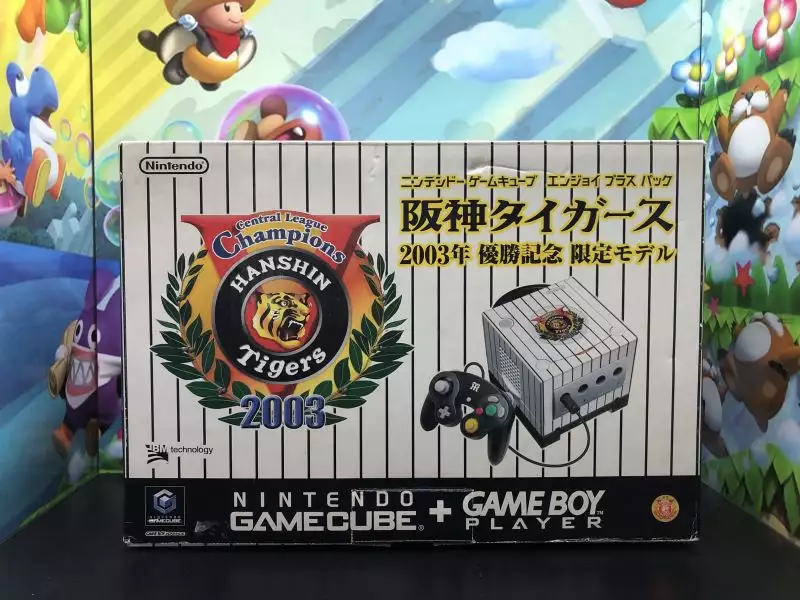 Nintendo
ニンテンドーゲームキューブ エンジョイ プラス パック
阪神タイガース
2003年 優勝記念 限定モデル
Central League
Champions
HANSHIN
Tigers
2003
IBM technology
NINTENDO
GAMECUBE®
NINTENDO
GAMECUBE®
+
GAME BOY™
PLAYER
GAME BOY ADVANCE